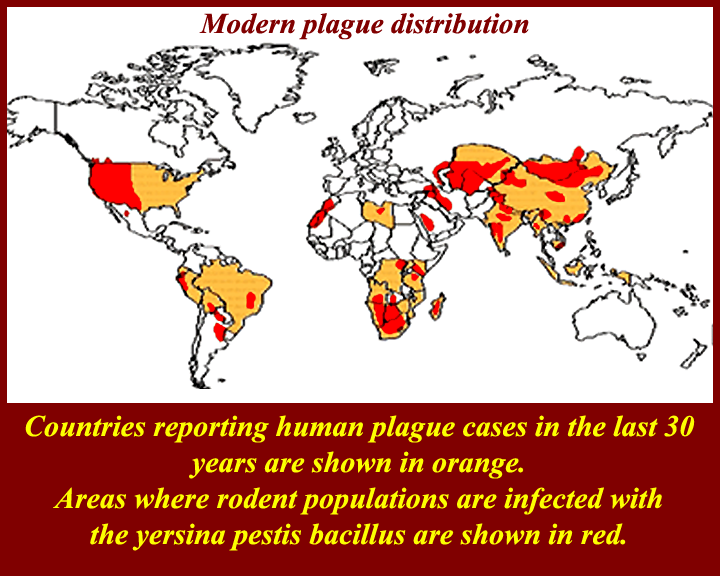 Modern plague distribution
Countries reporting human plague cases in the last 30
years are shown in orange.
Areas where rodent populations are infected with
the yersina pestis bacillus are shown in red.